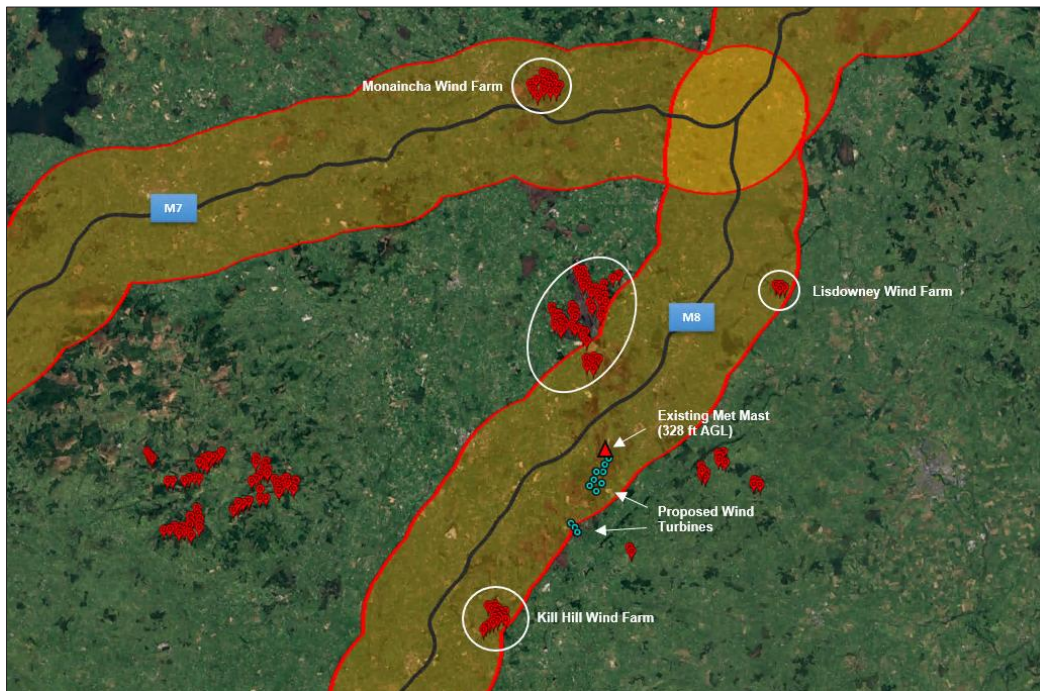 Monaincha Wind Farm
M7
Lisdowney Wind Farm
M8
Existing Met Mast
(328 ft AGL)
Proposed Wind
Turbines
Kill Hill Wind Farm